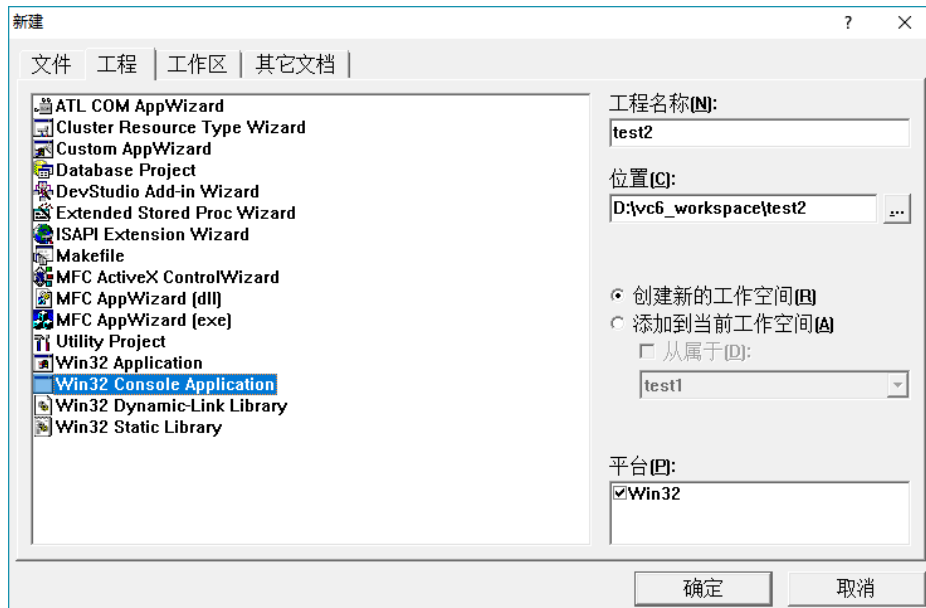 新建
? ×
文件 工程 工作区 其它文档
ATL COM AppWizard
Cluster Resource Type Wizard
Custom AppWizard
Database Project
DevStudio Add-in Wizard
Extended Stored Proc Wizard
ISAPI Extension Wizard
Makefile
MFC ActiveX ControlWizard
MFC AppWizard (dll)
MFC AppWizard (exe)
Utility Project
Win32 Application
Win32 Console Application
Win32 Dynamic-Link Library
Win32 Static Library
工程名称(N):
test2
位置(C):
D:\vc6_workspace\test2
...
创建新的工作空间(R)
添加到当前工作空间(A)
从属于(D):
test1
平台(P):
Win32
确定 取消